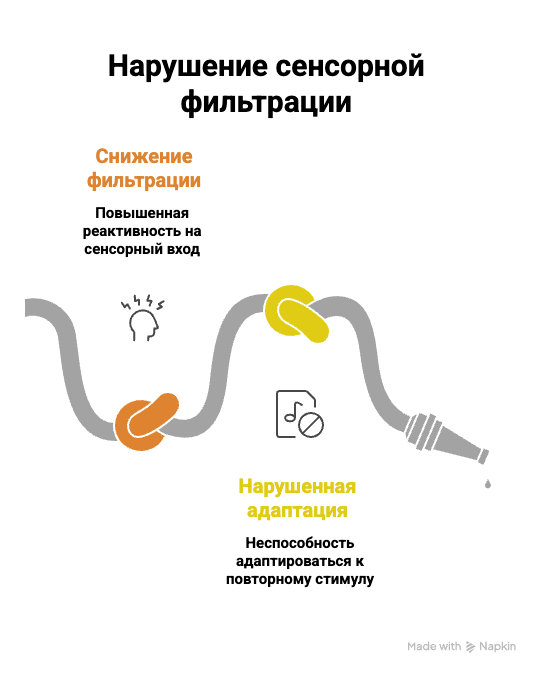 Нарушение сенсорной
фильтрации
Снижение
фильтрации
Повышенная
реактивность на
сенсорный вход
Нарушенная
адаптация
Неспособность
адаптироваться к
повторному стимулу
Made with Napkin